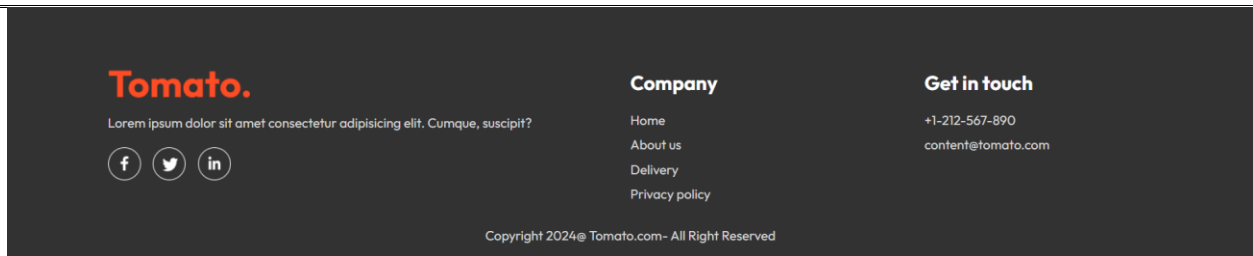 Tomato.
Lorem ipsum dolor sit amet consectetur adipisicing elit. Cumque, suscipit?
Company
Home
About us
Delivery
Privacy policy
Get in touch
+1-212-567-890
content@tomato.com
Copyright 2024@ Tomato.com- All Right Reserved